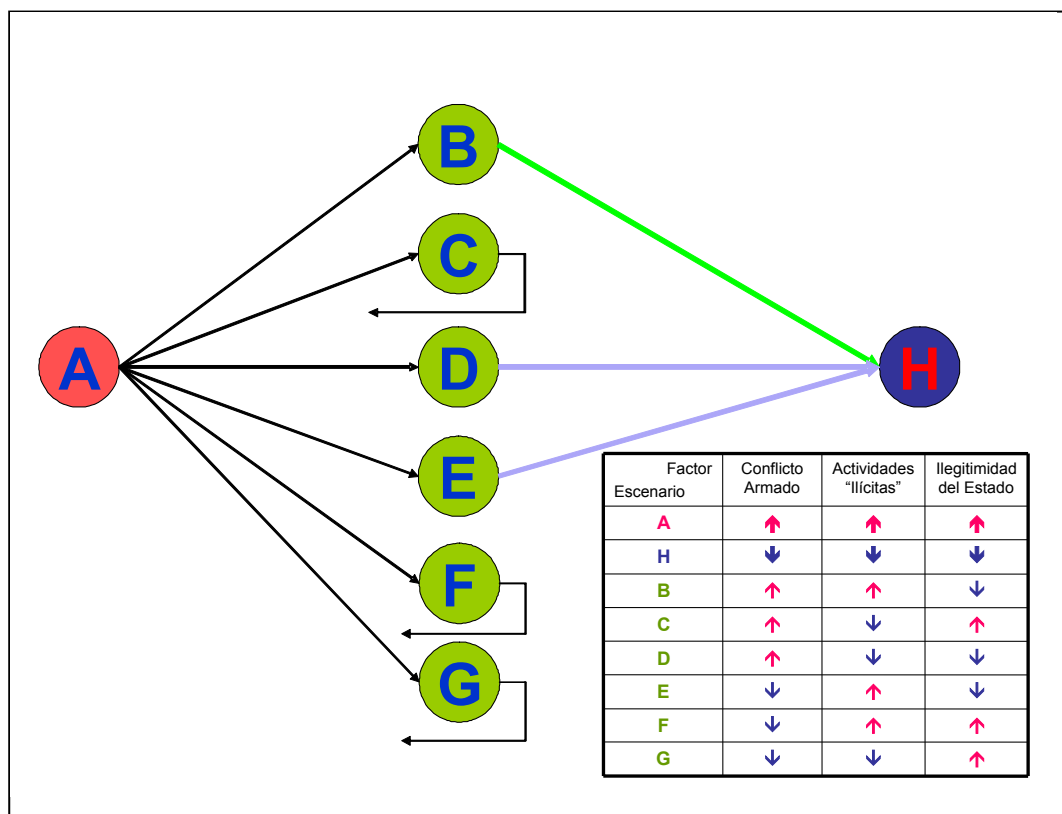 B
C
A
D
H
E
F
G
Factor
Escenario
Conflicto
Armado
Actividades
“Ilícitas”
Ilegitimidad
del Estado
A ↑ ↑ ↑
H ↓ ↓ ↓
B ↑ ↑ ↓
C ↑ ↓ ↑
D ↑ ↓ ↓
E ↓ ↑ ↓
F ↓ ↑ ↑
G ↓ ↓ ↑